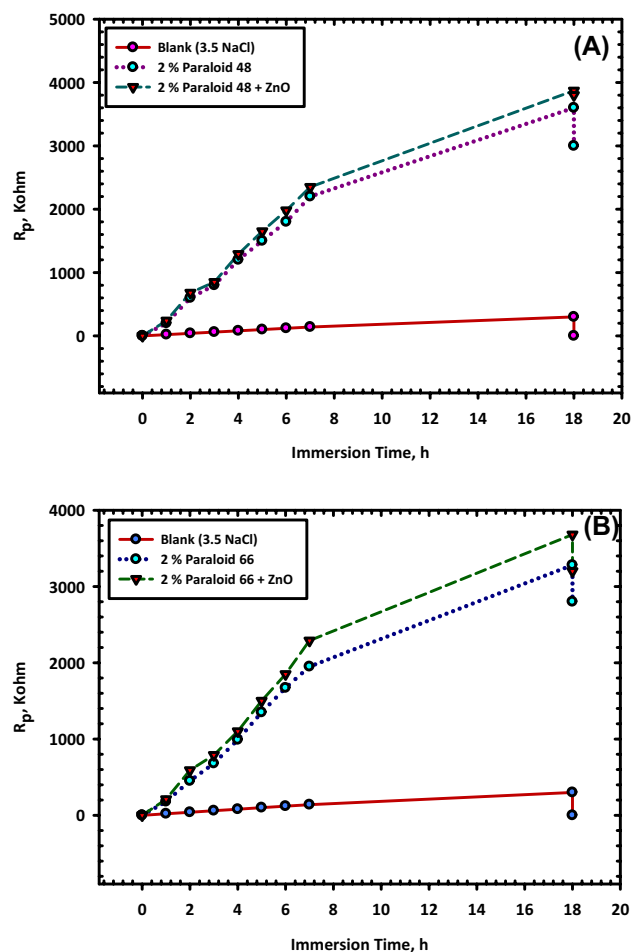 (A)
5000
4000
3000
2000
1000
0
Rp, Kohm
Blank (3.5 NaCl)
2 % Paraloid 48
2 % Paraloid 48 + ZnO
0 2 4 6 8 10 12 14 16 18 20
Immersion Time, h
(B)
4000
3000
2000
1000
0
Rp, Kohm
Blank (3.5 NaCl)
2 % Paraloid 66
2 % Paraloid 66 + ZnO
0 2 4 6 8 10 12 14 16 18 20
Immersion Time, h